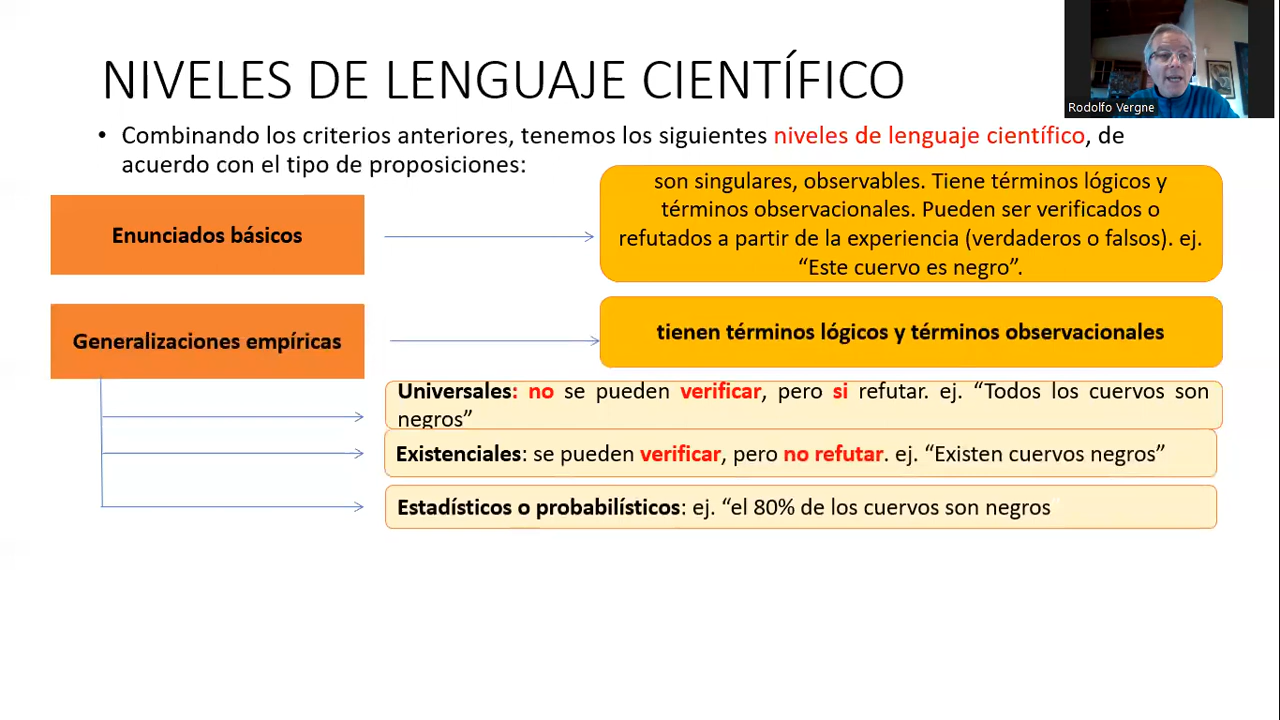 NIVELES DE LENGUAJE CIENTÍFICO
Rodolfo Vergne
• Combinando los criterios anteriores, tenemos los siguientes niveles de lenguaje científico, de
acuerdo con el tipo de proposiciones:
Enunciados básicos
son singulares, observables. Tiene términos lógicos y
términos observacionales. Pueden ser verificados o
refutados a partir de la experiencia (verdaderos o falsos). ej.
“Este cuervo es negro”.
Generalizaciones empíricas
tienen términos lógicos y términos observacionales
Universales: no se pueden verificar, pero si refutar. ej. “Todos los cuervos son
negros”
Existenciales: se pueden verificar, pero no refutar. ej. “Existen cuervos negros”
Estadísticos o probabilísticos: ej. “el 80% de los cuervos son negros”